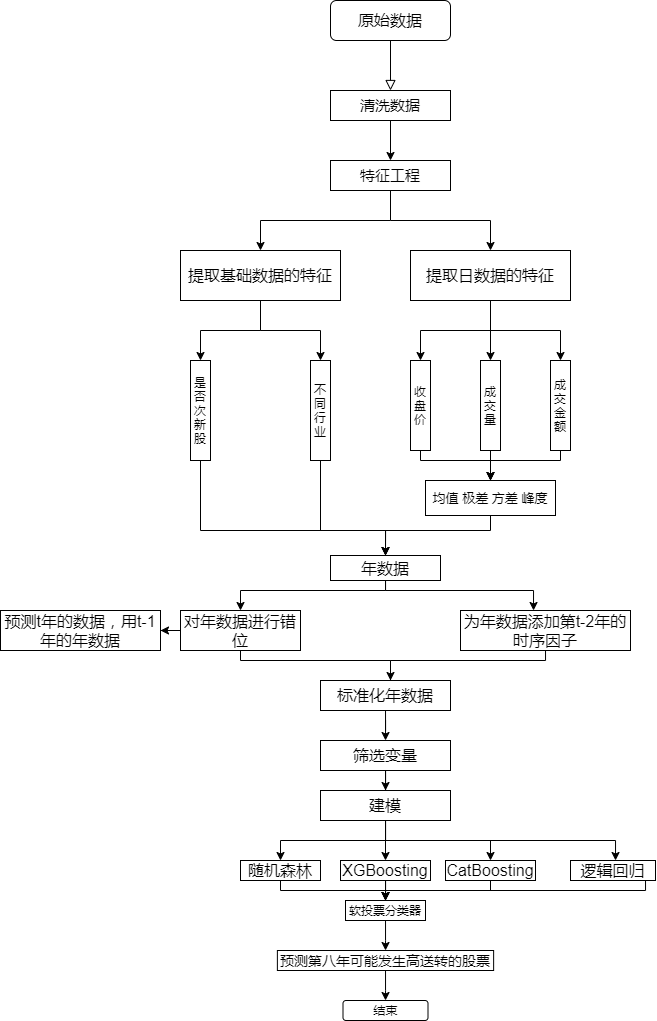 原始数据
清洗数据
特征工程
提取基础数据的特征
提取日数据的特征
是否次新股
不同行业
收盘价
成交量
成交金额
均值 极差 方差 峰度
年数据
预测t年的数据，用t-1
年的年数据
对年数据进行错
位
为年数据添加第t-2年的
时序因子
标准化年数据
筛选变量
建模
随机森林
XGBoosting
CatBoosting
逻辑回归
软投票分类器
预测第八年可能发生高送转的股票
结束